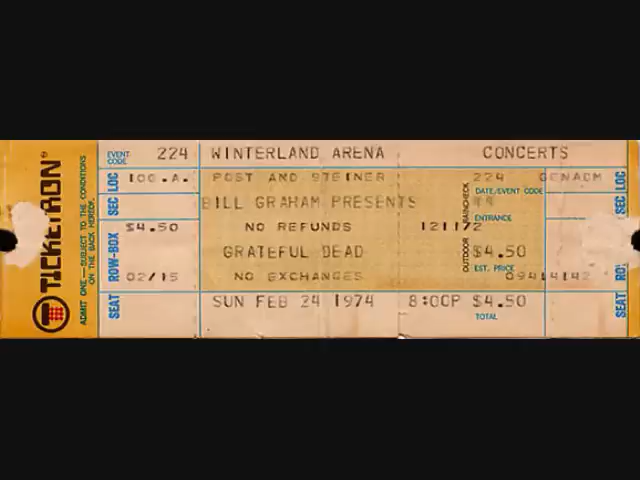 TICKETRON®
ADMIT ONE—SUBJECT TO THE CONDITIONS
ON THE BACK HEREOF.
EVENT CODE 224 WINTERLAND ARENA CONCERTS
SEC LOC 100.A. POST AND STEINER 224 GENADM SEC LOC
DATE/EVENT CODE
BILL GRAHAM PRESENTS
RAINCHECK
ENTRANCE
$4.50 NO REFUNDS 121172
OUTDOOR
GRATEFUL DEAD $4.50
EST. PRICE
ROW-BOX 02/15 NO EXCHANGES 09414142
SEAT SUN FEB 24 1974 8:00P $4.50 SEAT
TOTAL